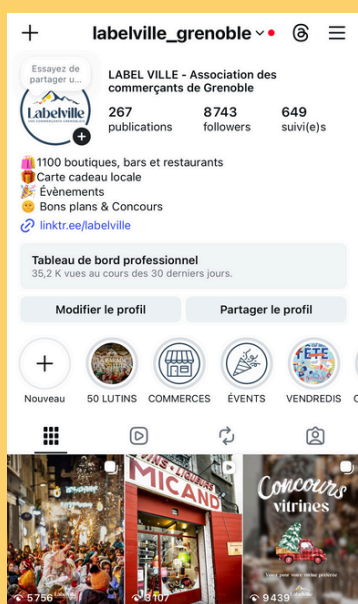 labelville_grenoble
Essayez de
partager u...
Labelville
LABEL VILLE - Association des
commerçants de Grenoble
267
publications
8743
followers
649
suivi(e)s
1100 boutiques, bars et restaurants
Carte cadeau locale
Évènements
Bons plans & Concours
linktr.ee/labelville
Tableau de bord professionnel
35,2 K vues au cours des 30 derniers jours.
Modifier le profil
Partager le profil
Nouveau
50 LUTINS
COMMERCES
ÉVENTS
VENDREDIS
FÊTE
VINS - LIQUEURS
MICAND
Concours
vitrines
5756
9439